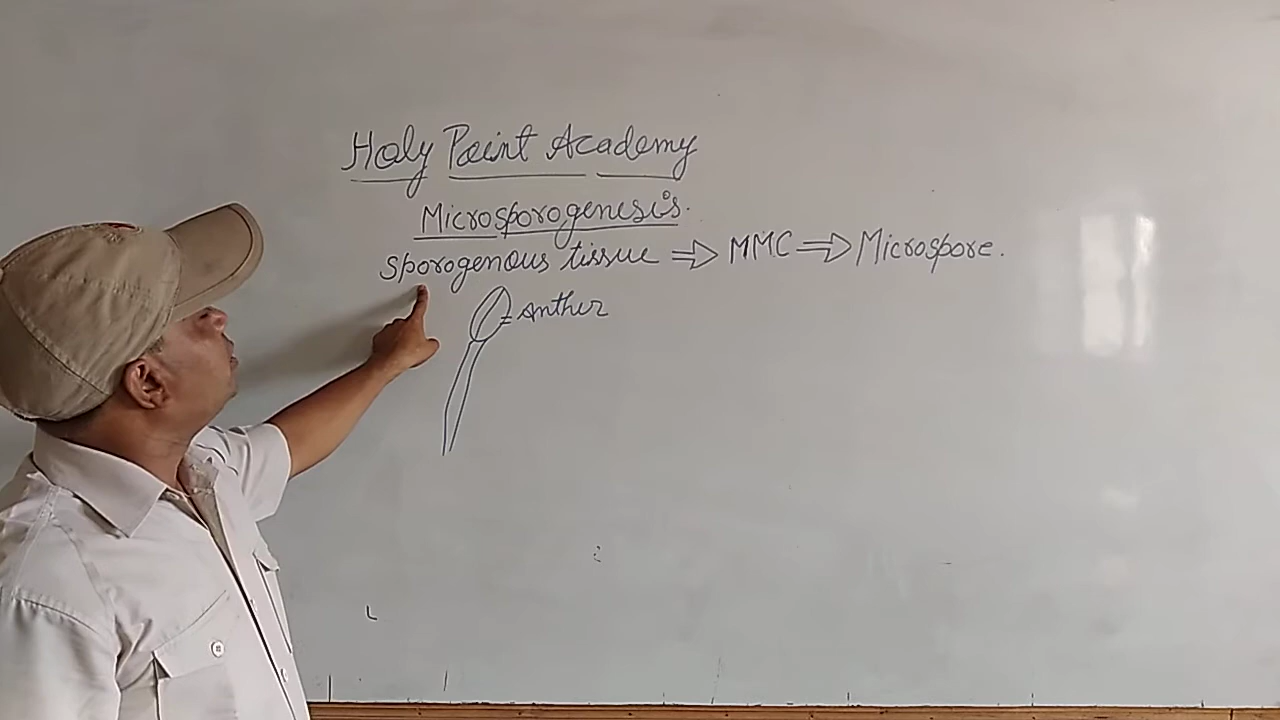 Holy Point Academy
Microsporogenesis.
sporogenous tissue ⇒ MMC ⇒ Microspore.
Anther